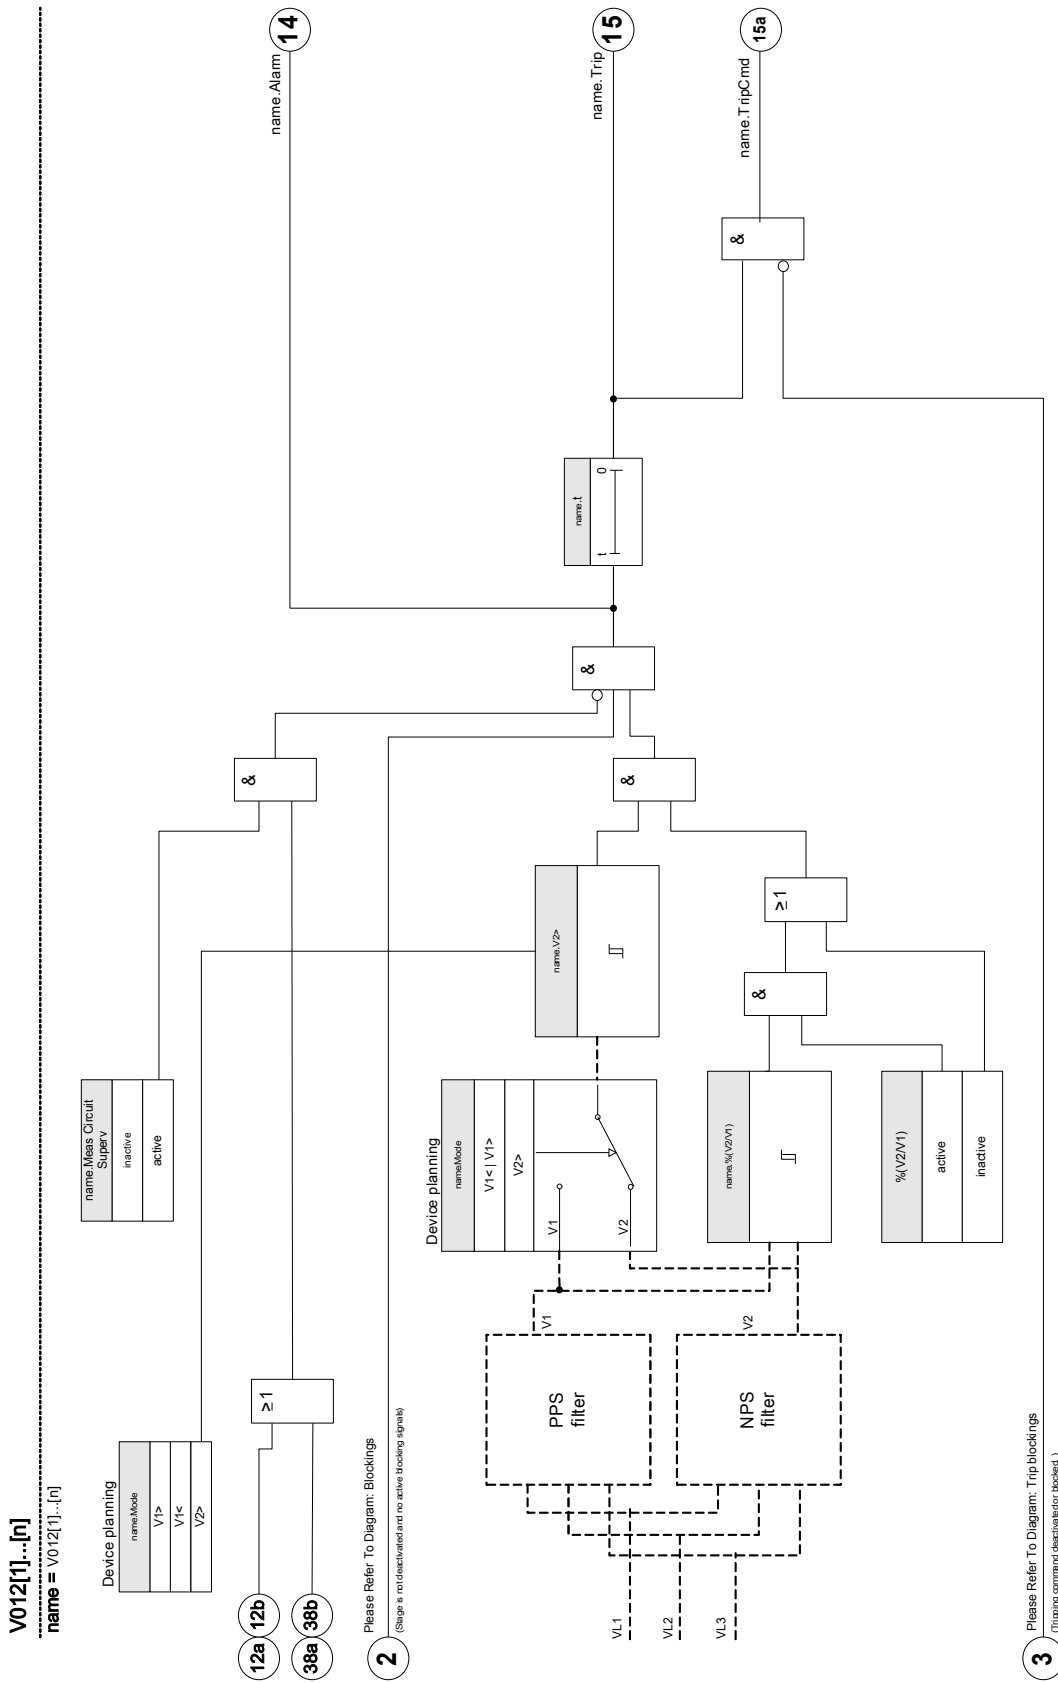 V012[1]...[n]
name = V012[1]...[n]
Device planning
name.Mode
V1>
V1<
V2>
12a
12b
38a
38b
≥1
name.Meas Circuit
Superv
inactive
active
&
name.Alarm
14
2
Please Refer To Diagram: Blockings
(Stage is not deactivated and no active blocking signals)
Device planning
name.Mode
V1< | V1>
V2>
V1
V2
name.V2>
&
&
name.t
t
0
name.Trip
15
VL1
VL2
VL3
PPS
filter
NPS
filter
V1
V2
name.%(V2/V1)
%(V2/V1)
active
inactive
&
≥1
&
name.TripCmd
15a
3
Please Refer To Diagram: Trip blockings
(Tripping command deactivated or blocked. )